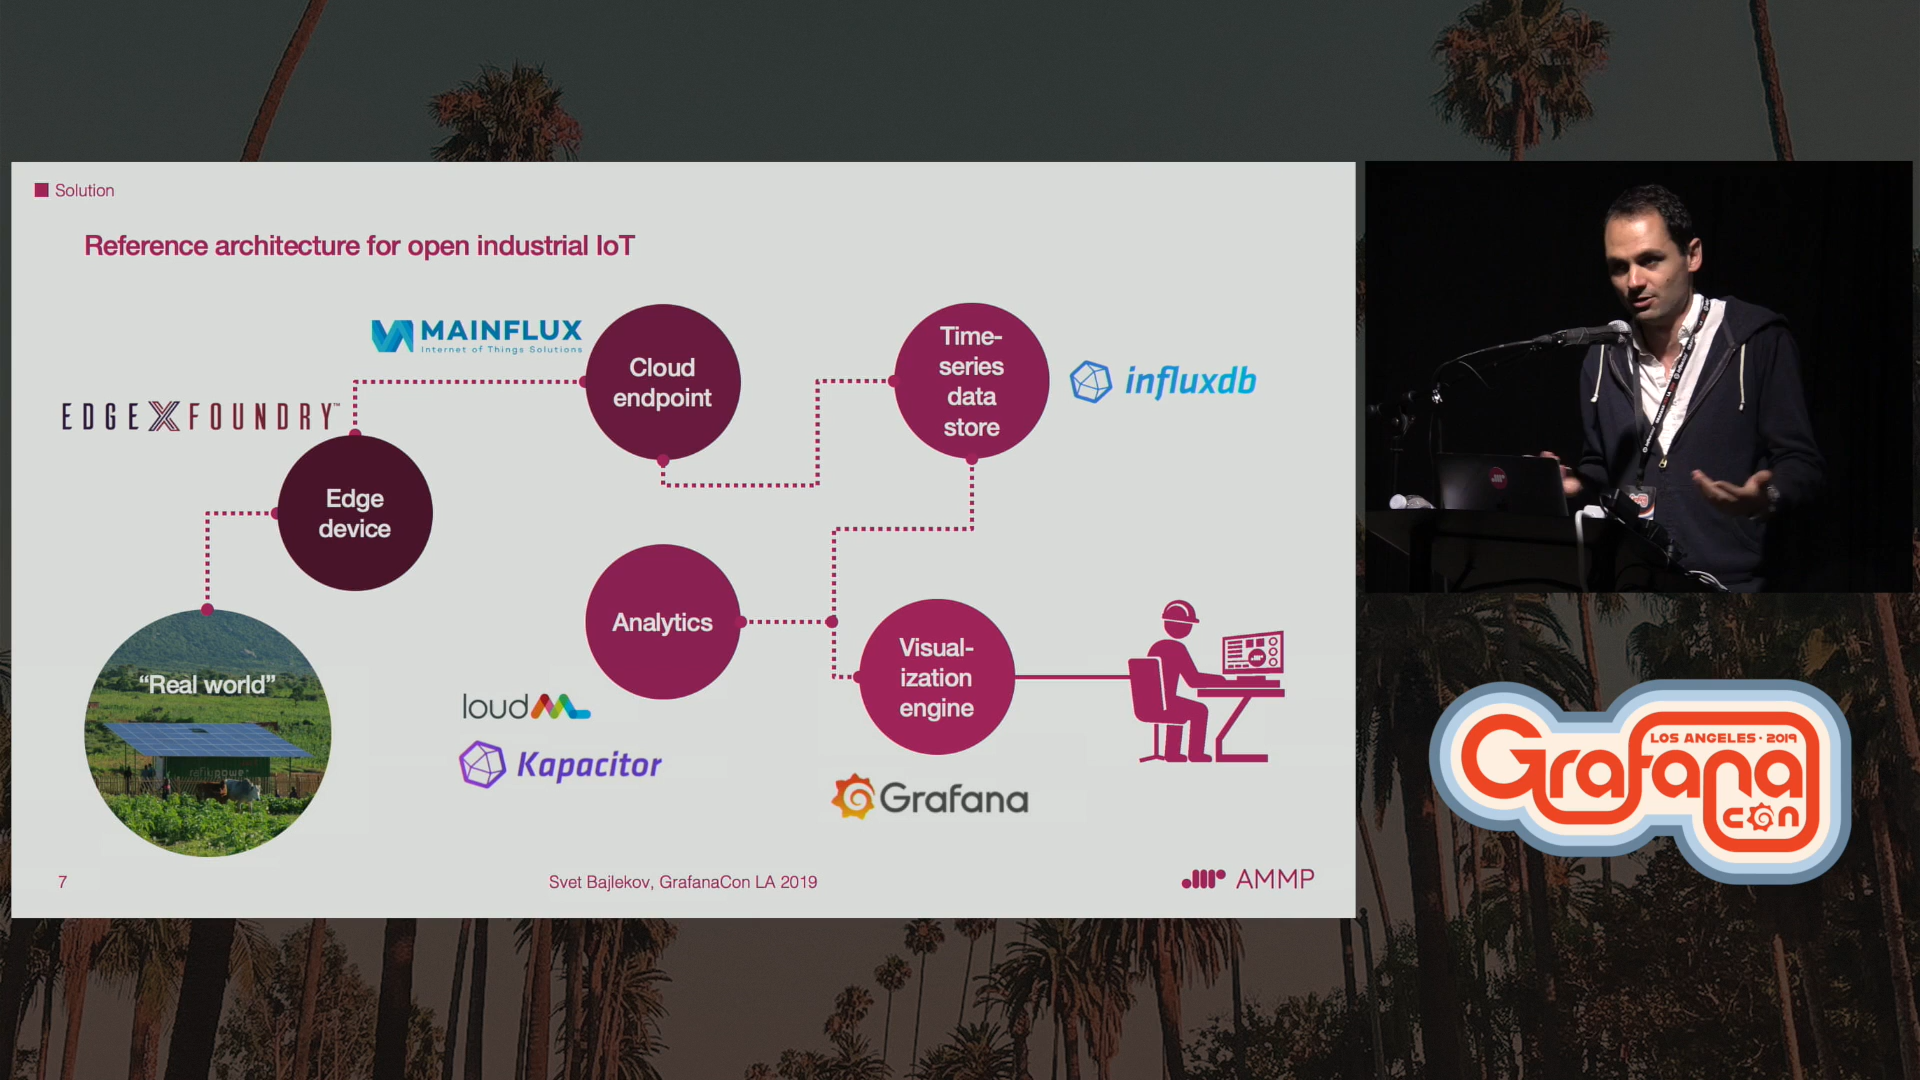 Solution
Reference architecture for open industrial IoT
MAINFLUX
Internet of Things Solutions
EDGE X FOUNDRY™
Cloud
endpoint
Time-
series
data
store
influxdb
Edge
device
Analytics
"Real world"
Visual-
ization
engine
loudML
Kapacitor
Grafana
7
Svet Bajlekov, GrafanaCon LA 2019
AMMP
LOS ANGELES · 2019
Grafana
con